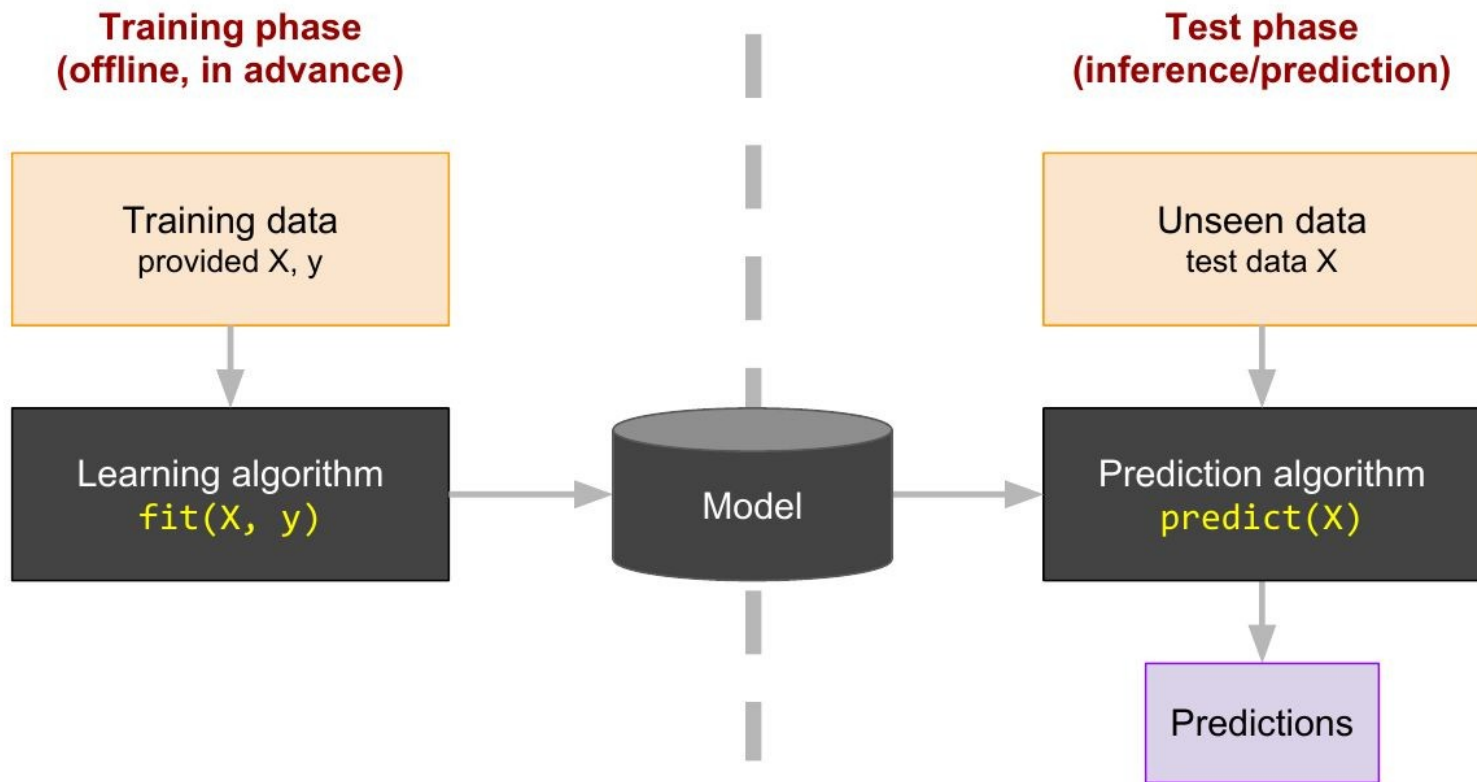 Training phase
(offline, in advance)
Test phase
(inference/prediction)
Training data
provided X, y
Unseen data
test data X
Learning algorithm
fit(X, y)
Model
Prediction algorithm
predict(X)
Predictions